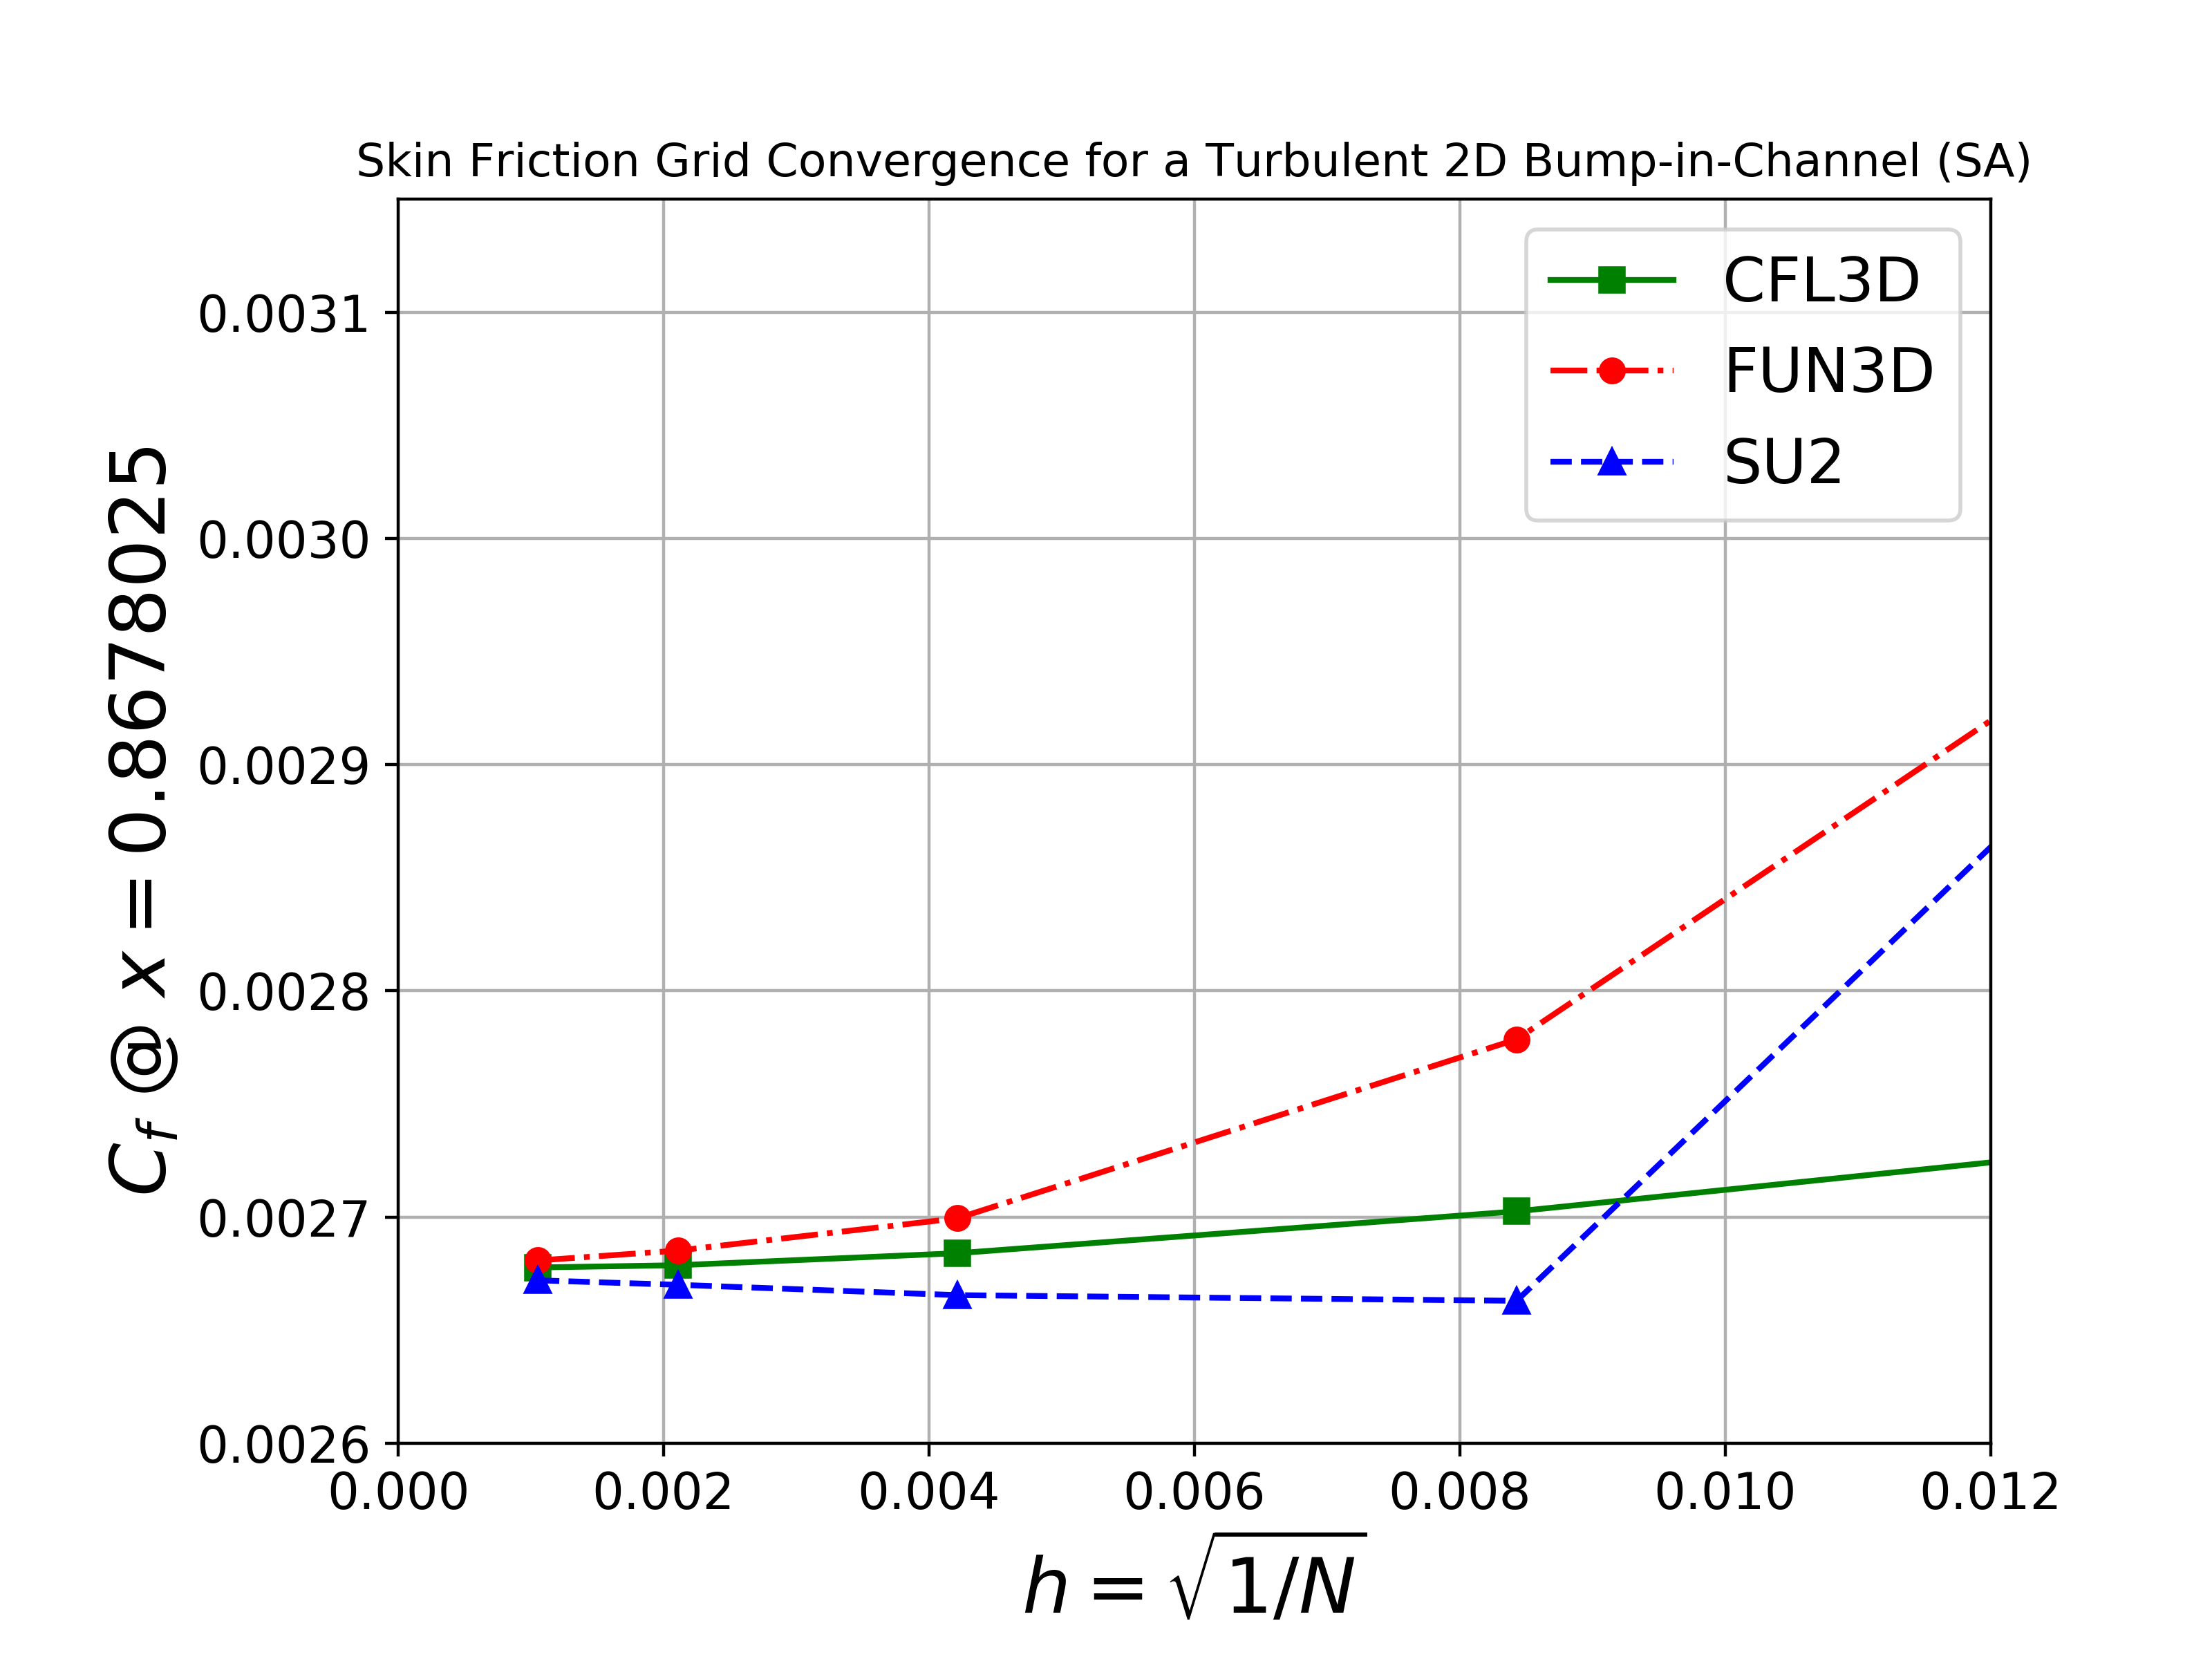 Skin Friction Grid Convergence for a Turbulent 2D Bump-in-Channel (SA)
CFL3D
FUN3D
SU2
C_f @ x = 0.8678025
0.0031
0.0030
0.0029
0.0028
0.0027
0.0026
0.000 0.002 0.004 0.006 0.008 0.010 0.012
h = √1/N